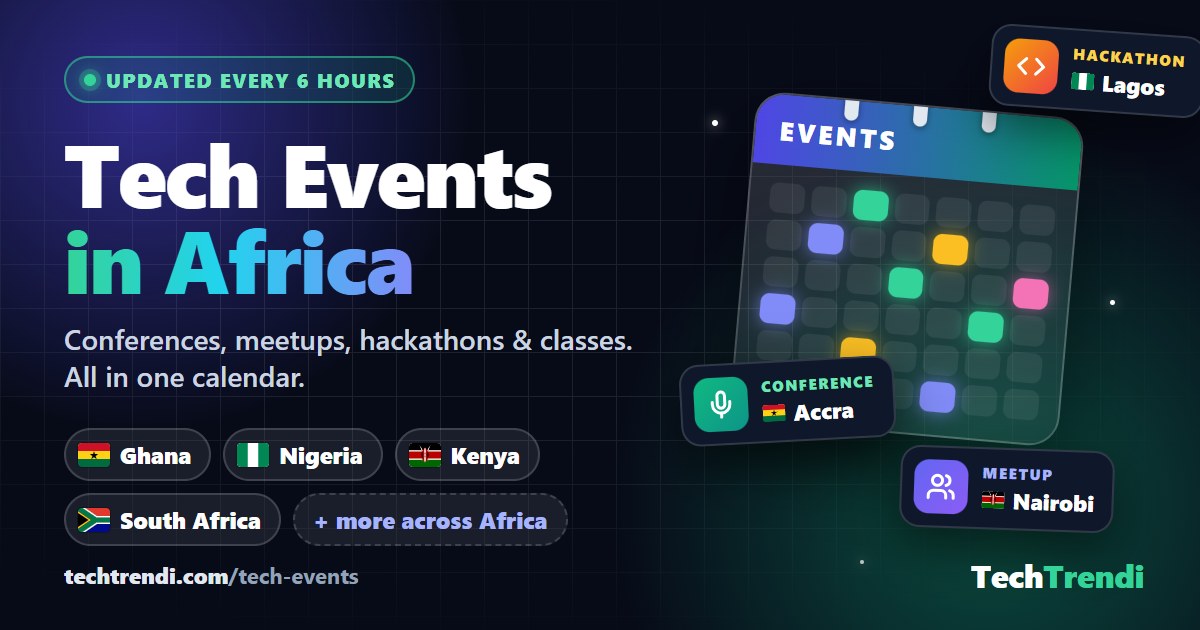 UPDATED EVERY 6 HOURS
Tech Events
in Africa
Conferences, meetups, hackathons & classes.
All in one calendar.
Ghana
Nigeria
Kenya
South Africa
+ more across Africa
techtrendi.com/tech-events
HACKATHON
Lagos
EVENTS
CONFERENCE
Accra
MEETUP
Nairobi
TechTrendi